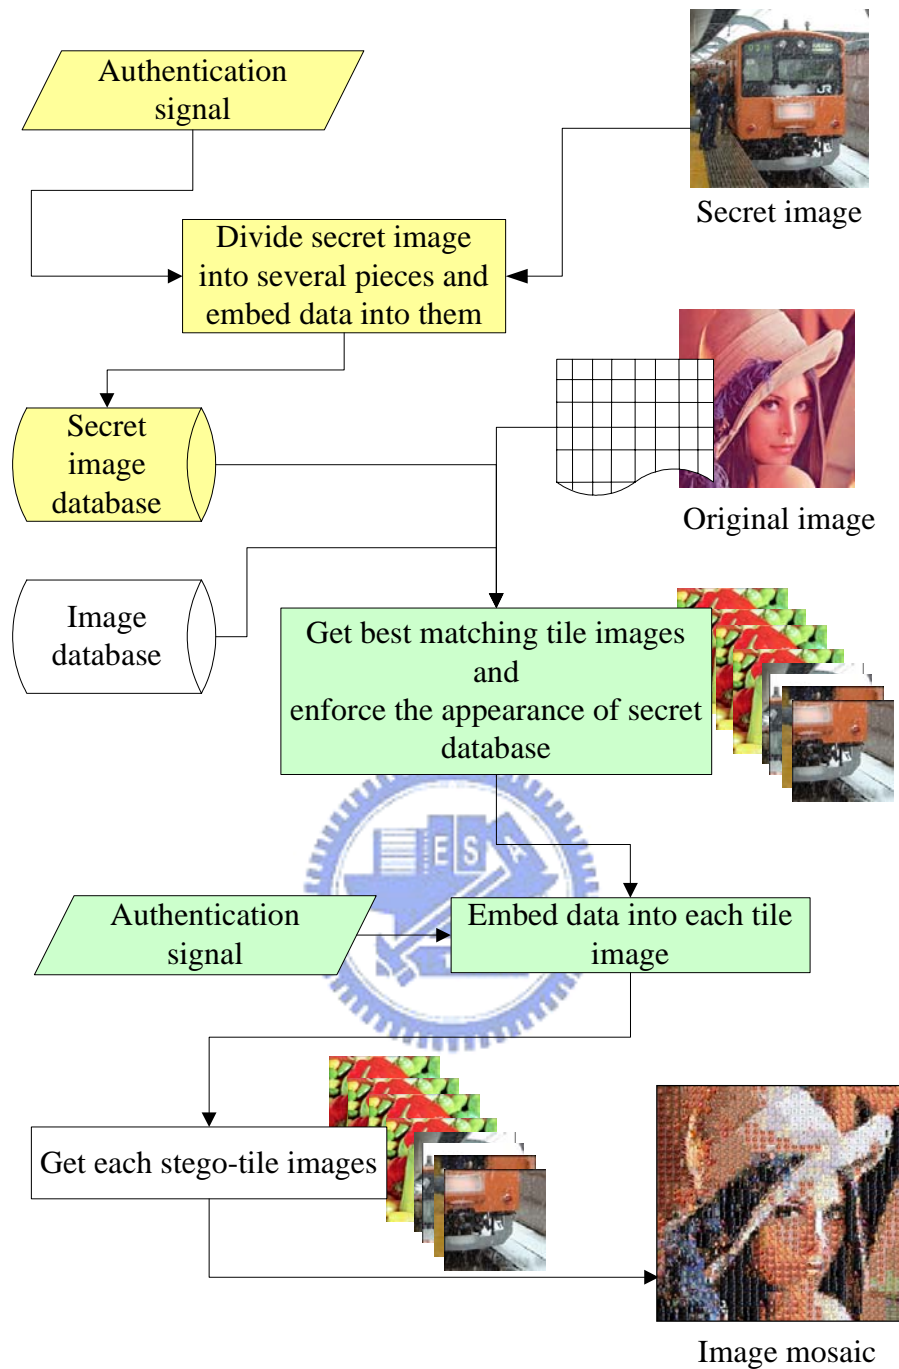 Authentication
signal
JR
Secret image
Divide secret image
into several pieces and
embed data into them
Secret
image
database
Original image
Image
database
Get best matching tile images
and
enforce the appearance of secret
database
E S A
Authentication
signal
Embed data into each tile
image
Get each stego-tile images
Image mosaic